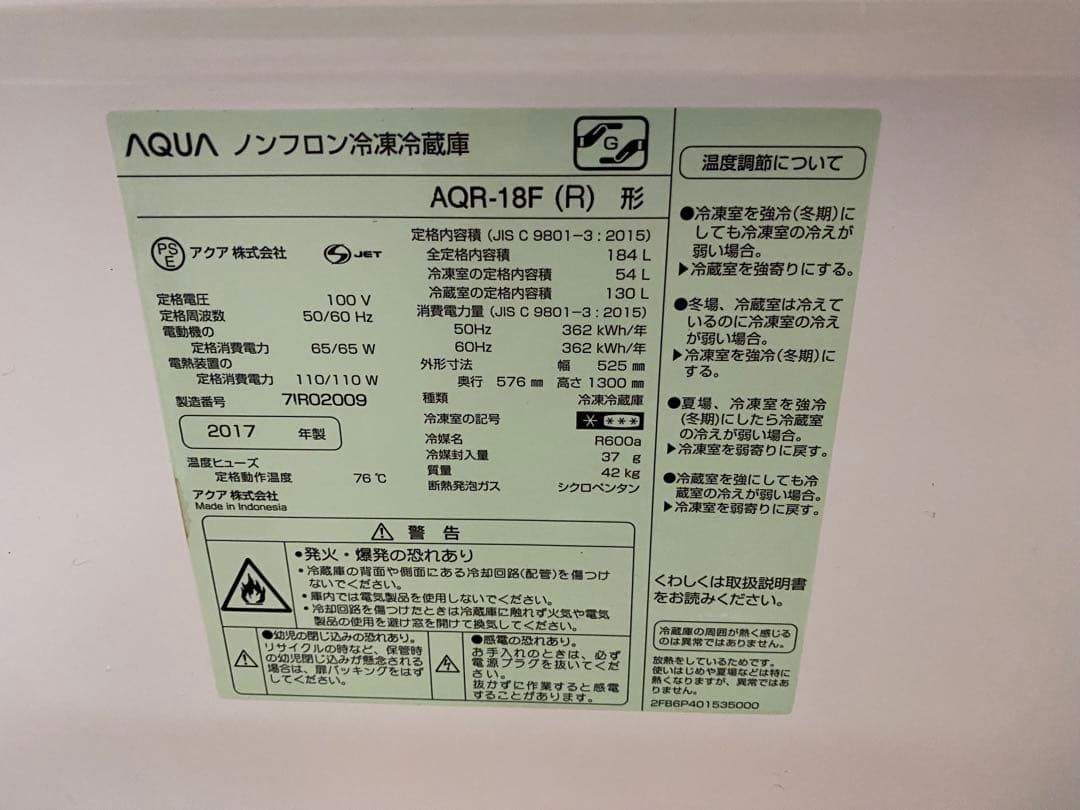 AQUA ノンフロン冷凍冷蔵庫
G
AQR-18F (R) 形
PS
E
アクア 株式会社
S JET
定格電圧 100 V
定格周波数 50/60 Hz
電動機の
定格消費電力 65/65 W
電熱装置の
定格消費電力 110/110 W
製造番号 7IR02009
2017 年製
温度ヒューズ
定格動作温度 76 ℃
アクア 株式会社
Made in Indonesia
定格内容積 (JIS C 9801-3 : 2015)
全定格内容積 184 L
冷凍室の定格内容積 54 L
冷蔵室の定格内容積 130 L
消費電力量 (JIS C 9801-3 : 2015)
50Hz 362 kWh/年
60Hz 362 kWh/年
外形寸法 幅 525 ㎜
奥行 576 ㎜ 高さ 1300 ㎜
種類 冷凍冷蔵庫
冷凍室の記号
冷媒名 R600a
冷媒封入量 37 g
質量 42 kg
断熱発泡ガス シクロペンタン
警告
•発火・爆発の恐れあり
・冷蔵庫の背面や側面にある冷却回路(配管)を傷つけ
ないでください。
・庫内では電気製品を使用しないでください。
・冷却回路を傷つけたときは冷蔵庫に触れず火気や電気
製品の使用を避け窓を開けて換気してください。
●幼児の閉じ込みの恐れあり。
リサイクルの時など、保管時
の幼児閉じ込みが懸念される
場合は、扉パッキングをはず
してください。
●感電の恐れあり。
お手入れのときは、必ず
電源プラグを抜いてくだ
さい。
抜かずに作業すると感電
することがあります。
温度調節について
●冷凍室を強冷(冬期)に
しても冷凍室の冷えが
弱い場合。
▶冷蔵室を強寄りにする。
●冬場、冷蔵室は冷えて
いるのに冷凍室の冷え
が弱い場合。
▶冷凍室を強冷(冬期)に
する。
●夏場、冷凍室を強冷
(冬期)にしたら冷蔵室
の冷えが弱い場合。
▶冷凍室を弱寄りに戻す。
●冷蔵室を強にしても冷
蔵室の冷えが弱い場合。
▶冷凍室を弱寄りに戻す。
くわしくは取扱説明書
をお読みください。
冷蔵庫の周囲が熱く感じる
のは異常ではありません。
放熱をしているためです。
使いはじめや夏場などは特に
熱くなりますが、異常ではあ
りません。
2FB6P401535000